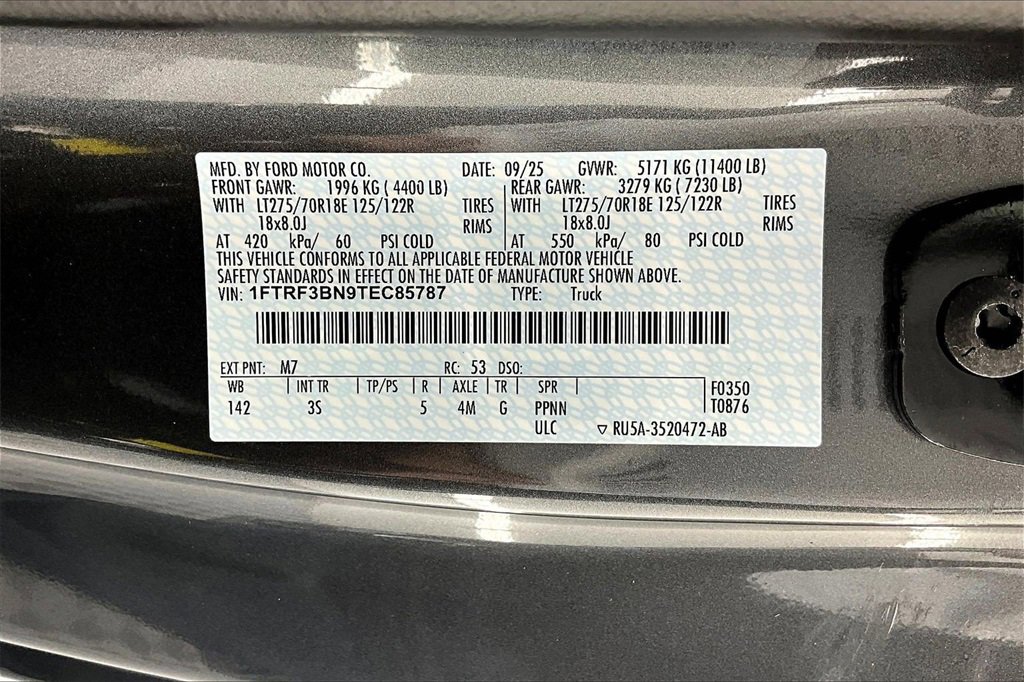 MFD. BY FORD MOTOR CO. DATE: 09/25 GVWR: 5171 KG (11400 LB)
FRONT GAWR: 1996 KG ( 4400 LB) REAR GAWR: 3279 KG ( 7230 LB)
WITH LT275/70R18E 125/122R TIRES WITH LT275/70R18E 125/122R TIRES
18x8.0J RIMS 18x8.0J RIMS
AT 420 kPa/ 60 PSI COLD AT 550 kPa/ 80 PSI COLD
THIS VEHICLE CONFORMS TO ALL APPLICABLE FEDERAL MOTOR VEHICLE
SAFETY STANDARDS IN EFFECT ON THE DATE OF MANUFACTURE SHOWN ABOVE.
VIN: 1FTRF3BN9TEC85787 TYPE: Truck
EXT PNT: M7 RC: 53 DSO:
WB INT TR TP/PS R AXLE TR SPR F0350
142 3S 5 4M G PPNN T0876
ULC ▽ RU5A-3520472-AB